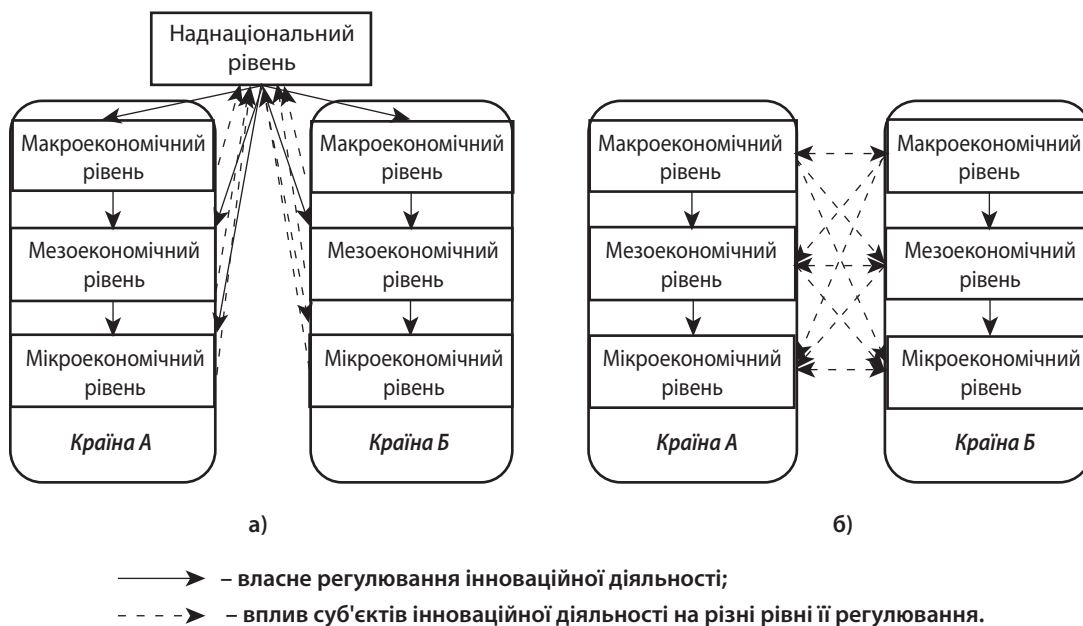 Наднаціональний
рівень
Макроекономічний
рівень
Мезоекономічний
рівень
Мікроекономічний
рівень
Країна А
Макроекономічний
рівень
Мезоекономічний
рівень
Мікроекономічний
рівень
Країна Б
а)
Макроекономічний
рівень
Мезоекономічний
рівень
Мікроекономічний
рівень
Країна А
Макроекономічний
рівень
Мезоекономічний
рівень
Мікроекономічний
рівень
Країна Б
б)
– власне регулювання інноваційної діяльності;
– вплив суб'єктів інноваційної діяльності на різні рівні її регулювання.